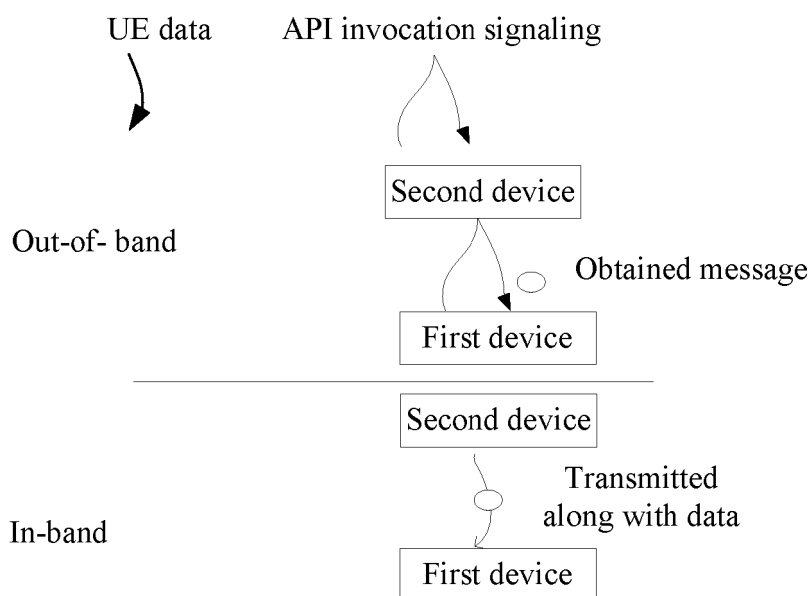 UE data
API invocation signaling
Second device
Out-of- band
Obtained message
First device
Second device
Transmitted
along with data
In-band
First device